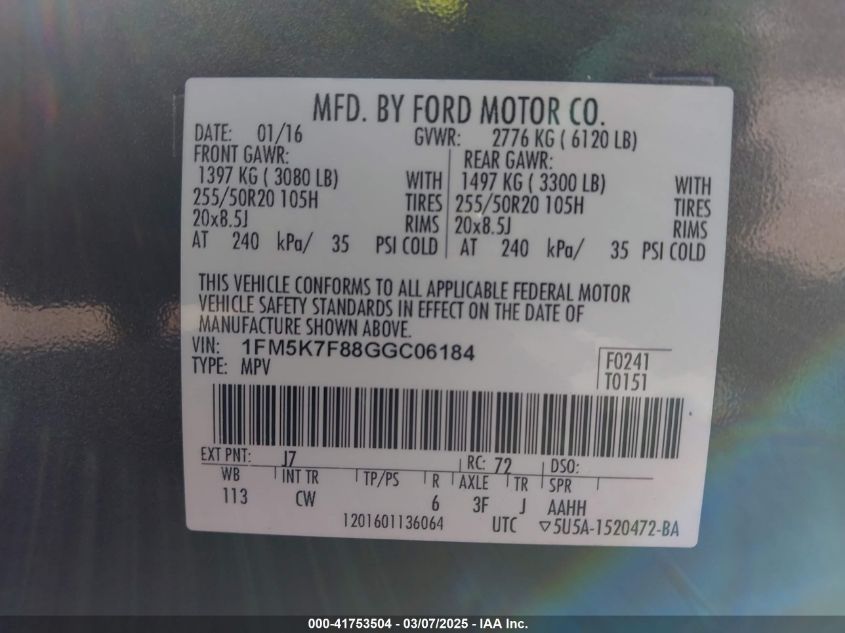 MFD. BY FORD MOTOR CO.
DATE: 01/16 GVWR: 2776 KG ( 6120 LB)
FRONT GAWR: REAR GAWR:
1397 KG ( 3080 LB) WITH 1497 KG ( 3300 LB) WITH
255/50R20 105H TIRES 255/50R20 105H TIRES
20x8.5J RIMS 20x8.5J RIMS
AT 240 kPa/ 35 PSI COLD AT 240 kPa/ 35 PSI COLD
THIS VEHICLE CONFORMS TO ALL APPLICABLE FEDERAL MOTOR
VEHICLE SAFETY STANDARDS IN EFFECT ON THE DATE OF
MANUFACTURE SHOWN ABOVE.
VIN: 1FM5K7F88GGC06184 F0241
TYPE: MPV T0151
EXT PNT: J7 RC: 72 DSO:
WB INT TR TP/PS R AXLE TR SPR
113 CW 6 3F J AAHH
1201601136064 UTC ▽5U5A-1520472-BA
000-41753504 - 03/07/2025 - IAA Inc.